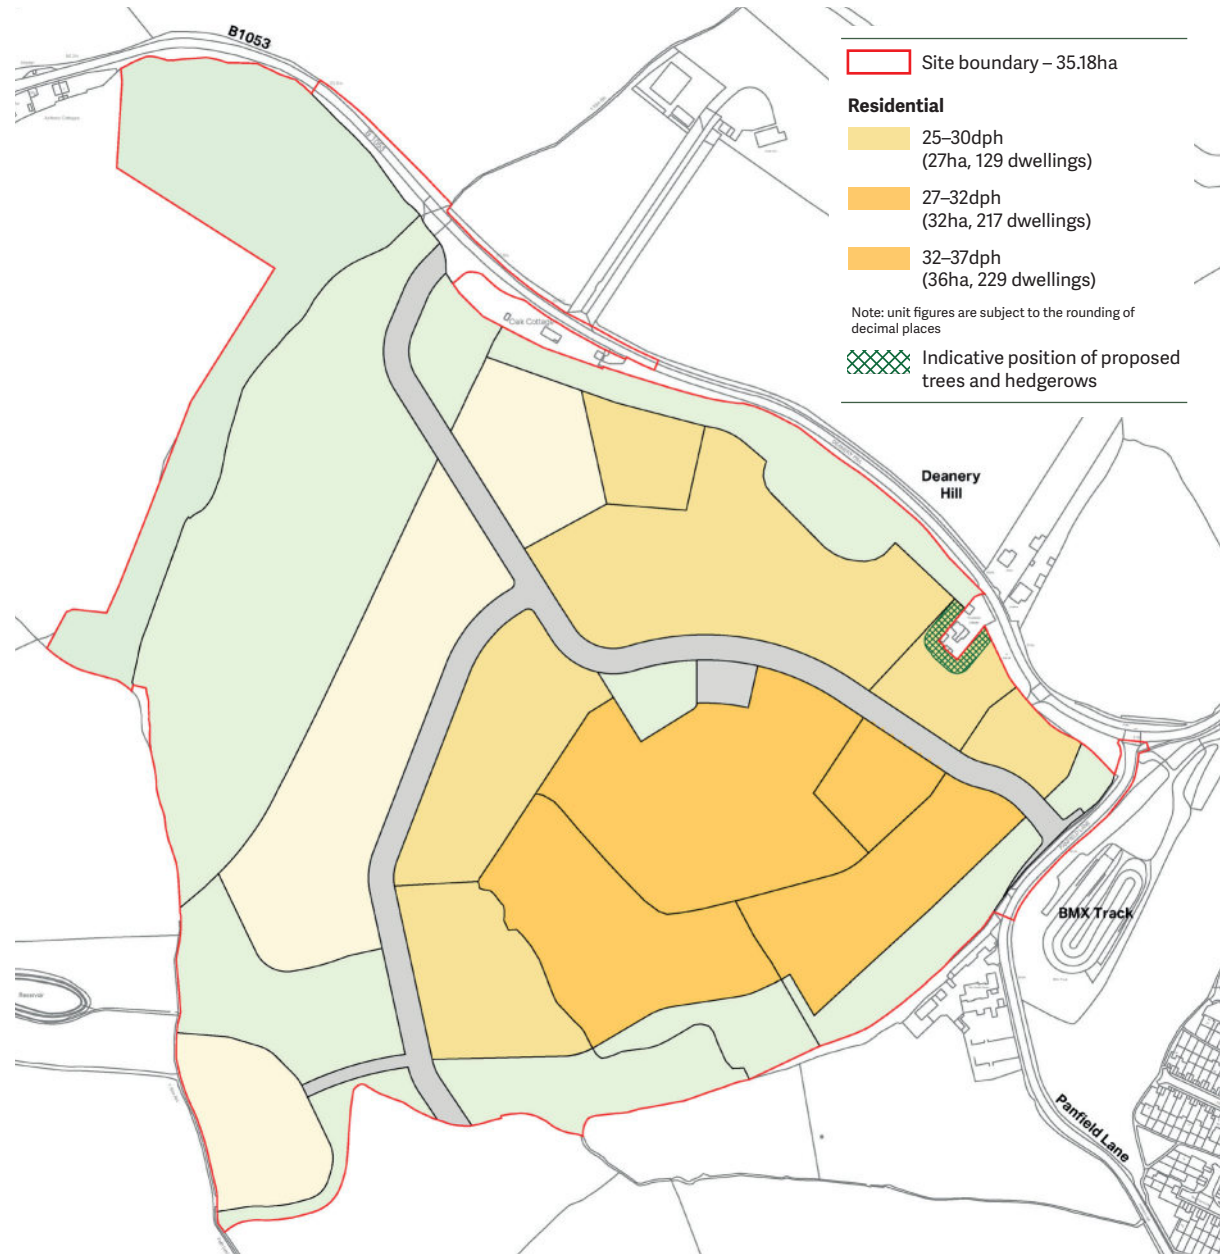 B1053
Site boundary – 35.18ha
Residential
25–30dph
(27ha, 129 dwellings)
27–32dph
(32ha, 217 dwellings)
32–37dph
(36ha, 229 dwellings)
Note: unit figures are subject to the rounding of
decimal places
Indicative position of proposed
trees and hedgerows
B 1053
Oak Cottage
Deanery
Hill
BMX Track
Reservoir
Panfield Lane